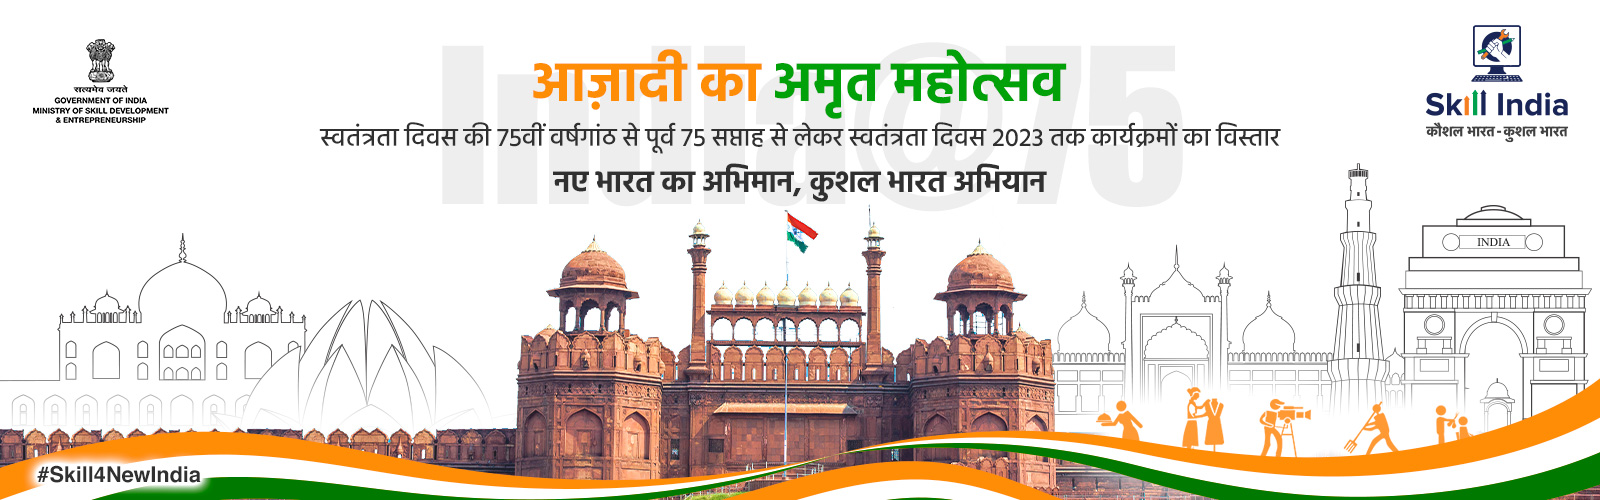 India@75
आज़ादी का अमृत महोत्सव
स्वतंत्रता दिवस की 75वीं वर्षगांठ से पूर्व 75 सप्ताह से लेकर स्वतंत्रता दिवस 2023 तक कार्यक्रमों का विस्तार
नए भारत का अभिमान, कुशल भारत अभियान
सत्यमेव जयते
GOVERNMENT OF INDIA
MINISTRY OF SKILL DEVELOPMENT
& ENTREPRENEURSHIP
Skill India
कौशल भारत - कुशल भारत
INDIA
#Skill4NewIndia